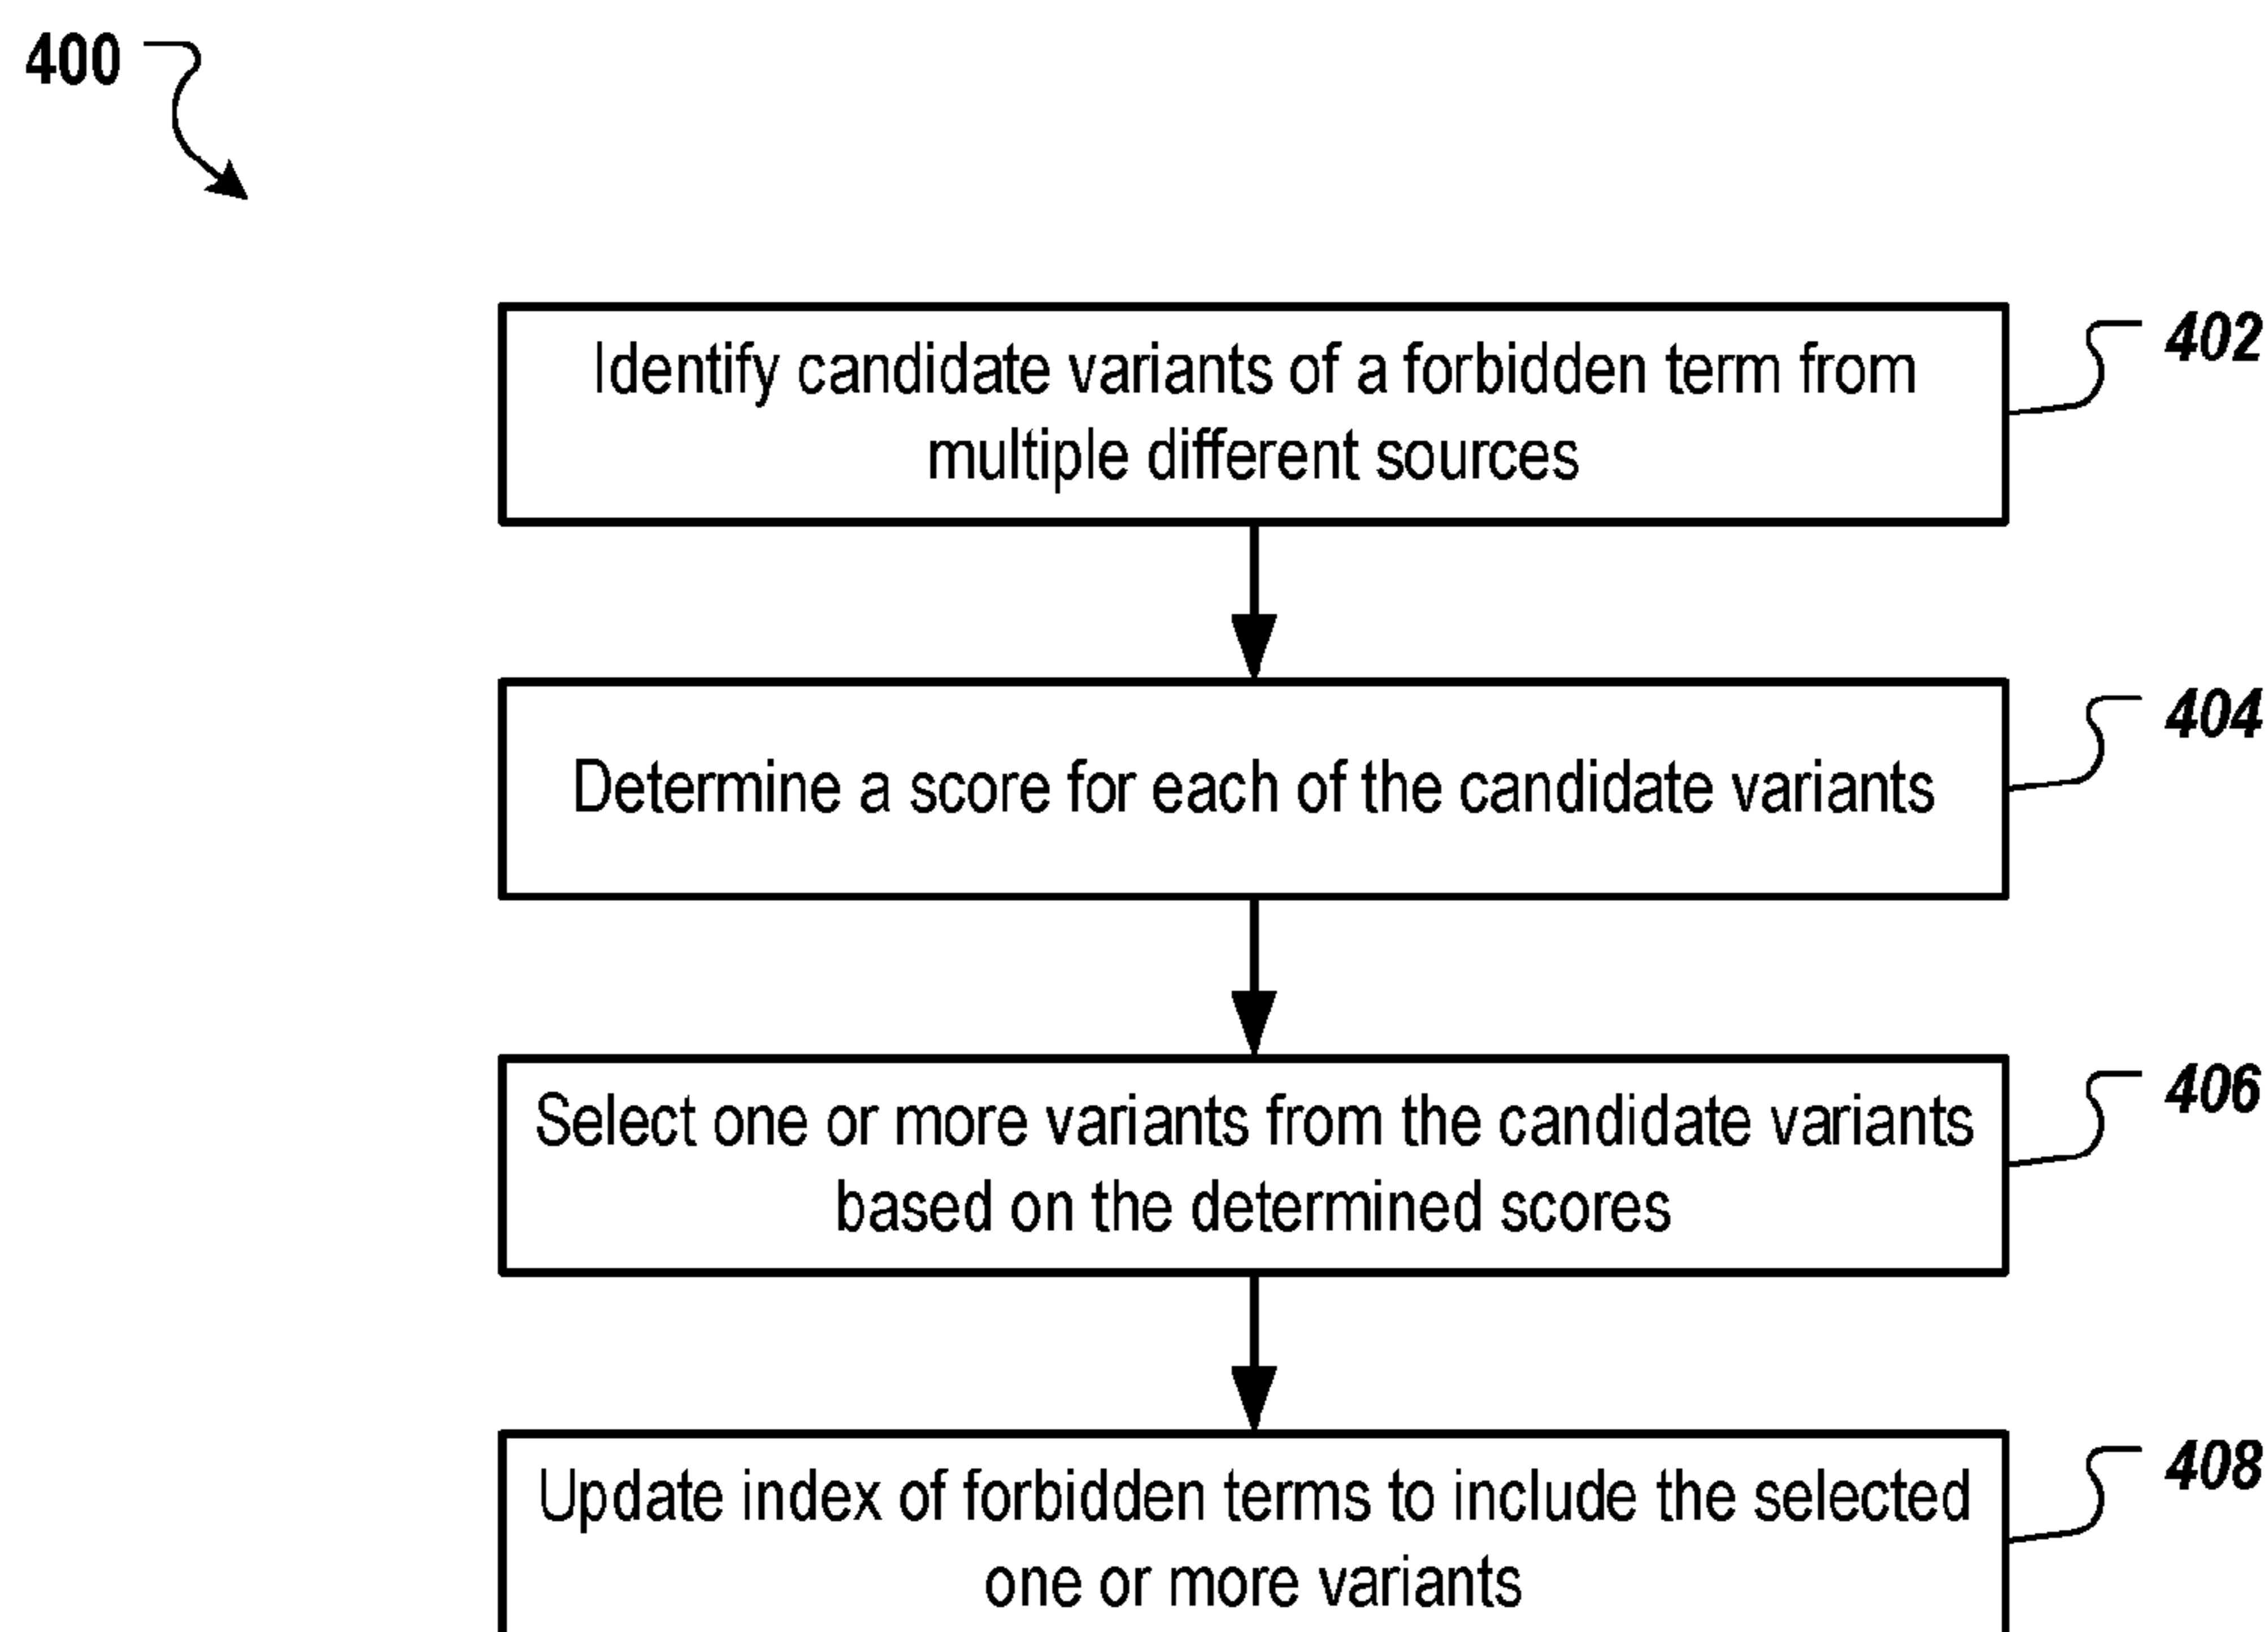 400
Identify candidate variants of a forbidden term from
multiple different sources
402
Determine a score for each of the candidate variants
404
Select one or more variants from the candidate variants
based on the determined scores
406
Update index of forbidden terms to include the selected
one or more variants
408